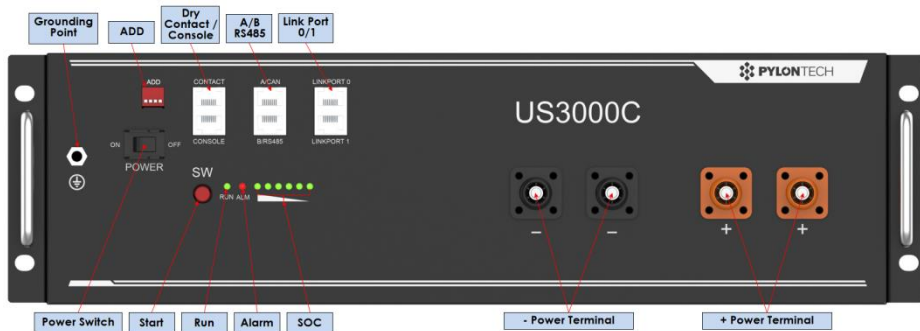 Grounding
Point
ADD
Dry
Contact /
Console
A/B
RS485
Link Port
0/1
ADD
CONTACT
A/CAN
LINKPORT 0
PYLONTECH
US3000C
ON
OFF
POWER
CONSOLE
B/RS485
LINKPORT 1
SW
RUN
ALM
−
−
+
+
Power Switch
Start
Run
Alarm
SOC
- Power Terminal
+ Power Terminal